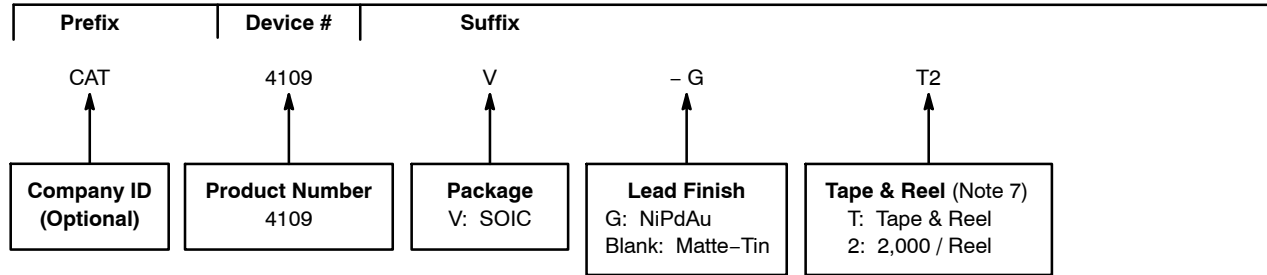 Prefix Device # Suffix
CAT 4109 V – G T2
Company ID
(Optional)
Product Number
4109
Package
V: SOIC
Lead Finish
G: NiPdAu
Blank: Matte−Tin
Tape & Reel (Note 7)
T: Tape & Reel
2: 2,000 / Reel